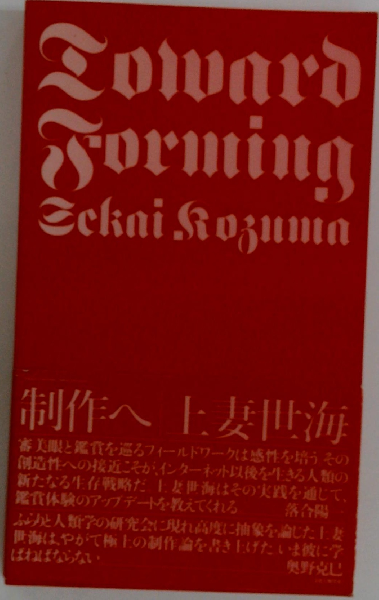 Toward
Forming
Sekai Kozuma
制作へ 上妻世海
審美眼と鑑賞を巡るフィールドワークは感性を培う その
創造性への接近こそが、インターネット以後を生きる人類の
新たなる生存戦略だ 上妻世海はその実践を通して、
鑑賞体験のアップデートを教えてくれる 落合陽一
ふらりと人類学の研究会に現れ高度に抽象を論じた上妻
世海は、やがて極上の制作論を書き上げた いま彼に学
ばねばならない 奥野克巳